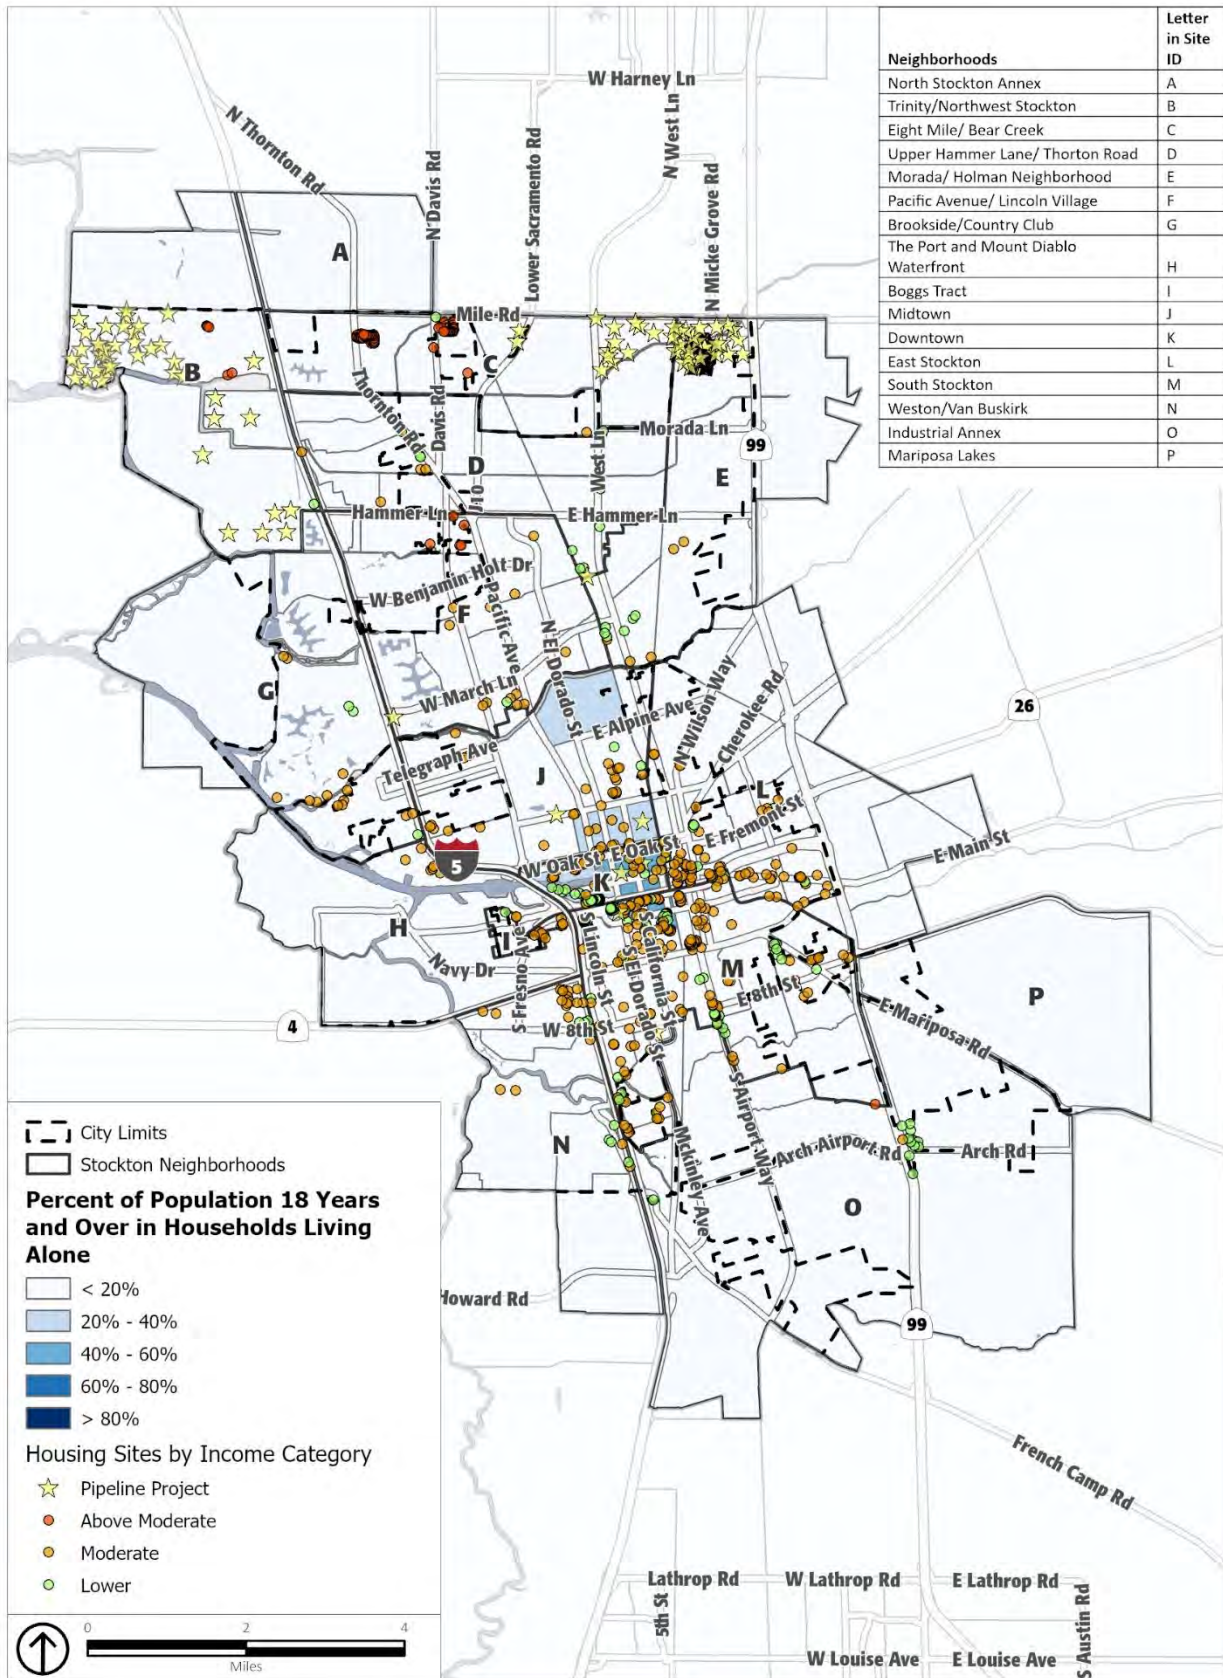 Neighborhoods
Letter
in Site
ID
North Stockton Annex A
Trinity/Northwest Stockton B
Eight Mile/ Bear Creek C
Upper Hammer Lane/ Thorton Road D
Morada/ Holman Neighborhood E
Pacific Avenue/ Lincoln Village F
Brookside/Country Club G
The Port and Mount Diablo
Waterfront H
Boggs Tract I
Midtown J
Downtown K
East Stockton L
South Stockton M
Weston/Van Buskirk N
Industrial Annex O
Mariposa Lakes P
W Harney Ln
N Thornton Rd
N Davis Rd
Lower Sacramento Rd
N West Ln
N Micke Grove Rd
A
Mile Rd
B
C
Thornton Rd
Davis Rd
West Ln
Morada Ln
99
D
E
J10
Hammer Ln
E Hammer Ln
W Benjamin Holt Dr
F
Pacific Ave
N El Dorado St
G
W March Ln
E Alpine Ave
N Wilson Way
Cherokee Rd
26
Telegraph Ave
J
L
E Fremont St
E Main St
5
W Oak St
E Oak St
K
H
I
S Fresno Ave
Navy Dr
S Lincoln St
S El Dorado St
S California St
M
E 8th St
P
E Mariposa Rd
4
W 8th St
S Airport Way
N
Mckinley Ave
Arch Airport Rd
Arch Rd
O
Howard Rd
99
French Camp Rd
Lathrop Rd
W Lathrop Rd
E Lathrop Rd
5th St
S Austin Rd
W Louise Ave
E Louise Ave
City Limits
Stockton Neighborhoods
Percent of Population 18 Years
and Over in Households Living
Alone
< 20%
20% - 40%
40% - 60%
60% - 80%
> 80%
Housing Sites by Income Category
Pipeline Project
Above Moderate
Moderate
Lower
0 2 4
Miles